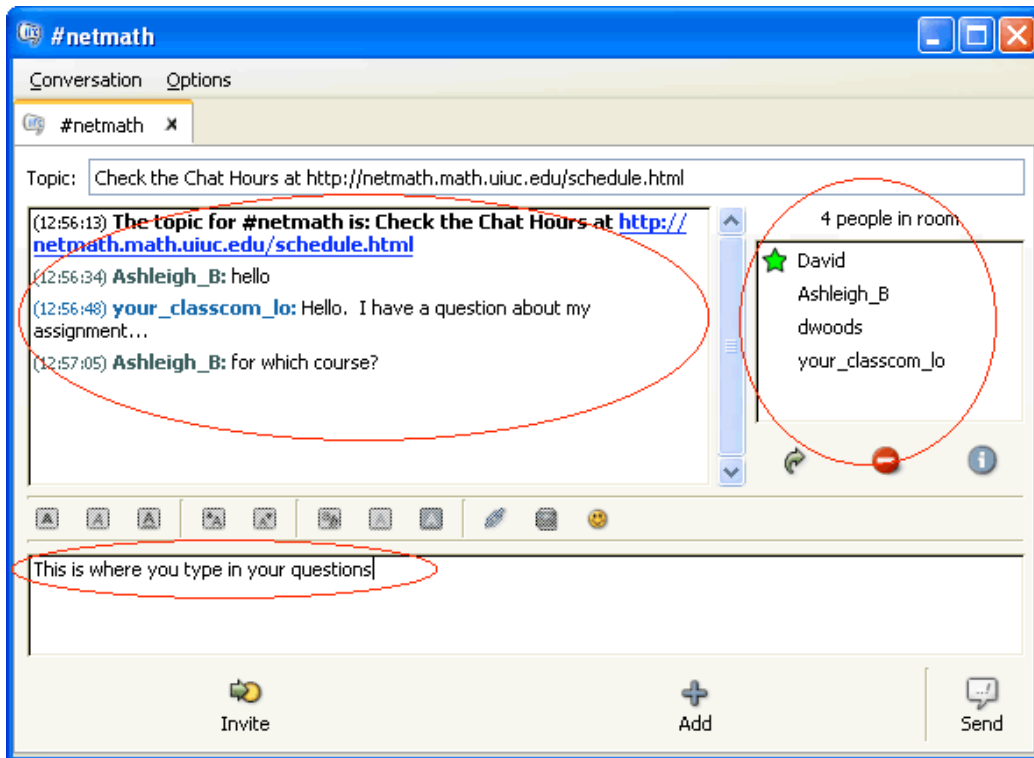 #netmath
Conversation Options
#netmath
Topic: Check the Chat Hours at http://netmath.math.uiuc.edu/schedule.html
(12:56:13) The topic for #netmath is: Check the Chat Hours at http://
netmath.math.uiuc.edu/schedule.html
(12:56:34) Ashleigh_B: hello
(12:56:48) your_classcom_lo: Hello. I have a question about my
assignment...
(12:57:05) Ashleigh_B: for which course?
4 people in room
David
Ashleigh_B
dwoods
your_classcom_lo
This is where you type in your questions
Invite
Add
Send